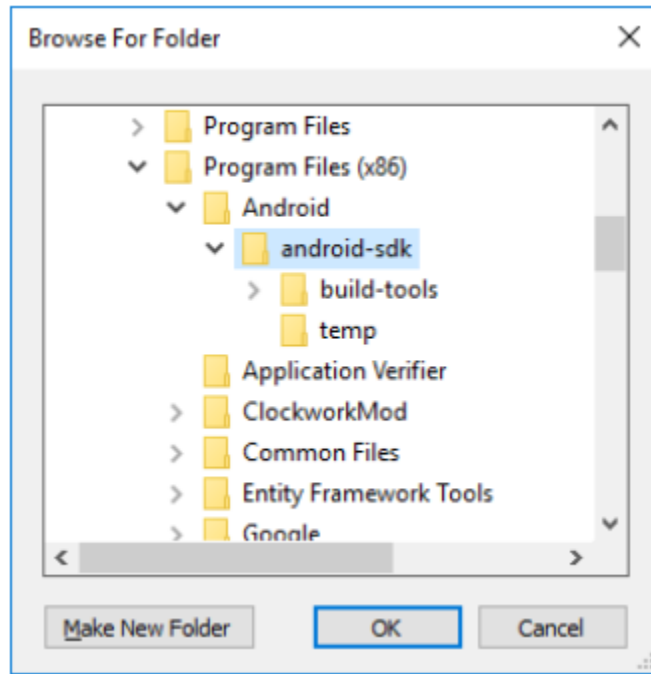 Browse For Folder
Program Files
Program Files (x86)
Android
android-sdk
build-tools
temp
Application Verifier
ClockworkMod
Common Files
Entity Framework Tools
Google
Make New Folder
OK
Cancel